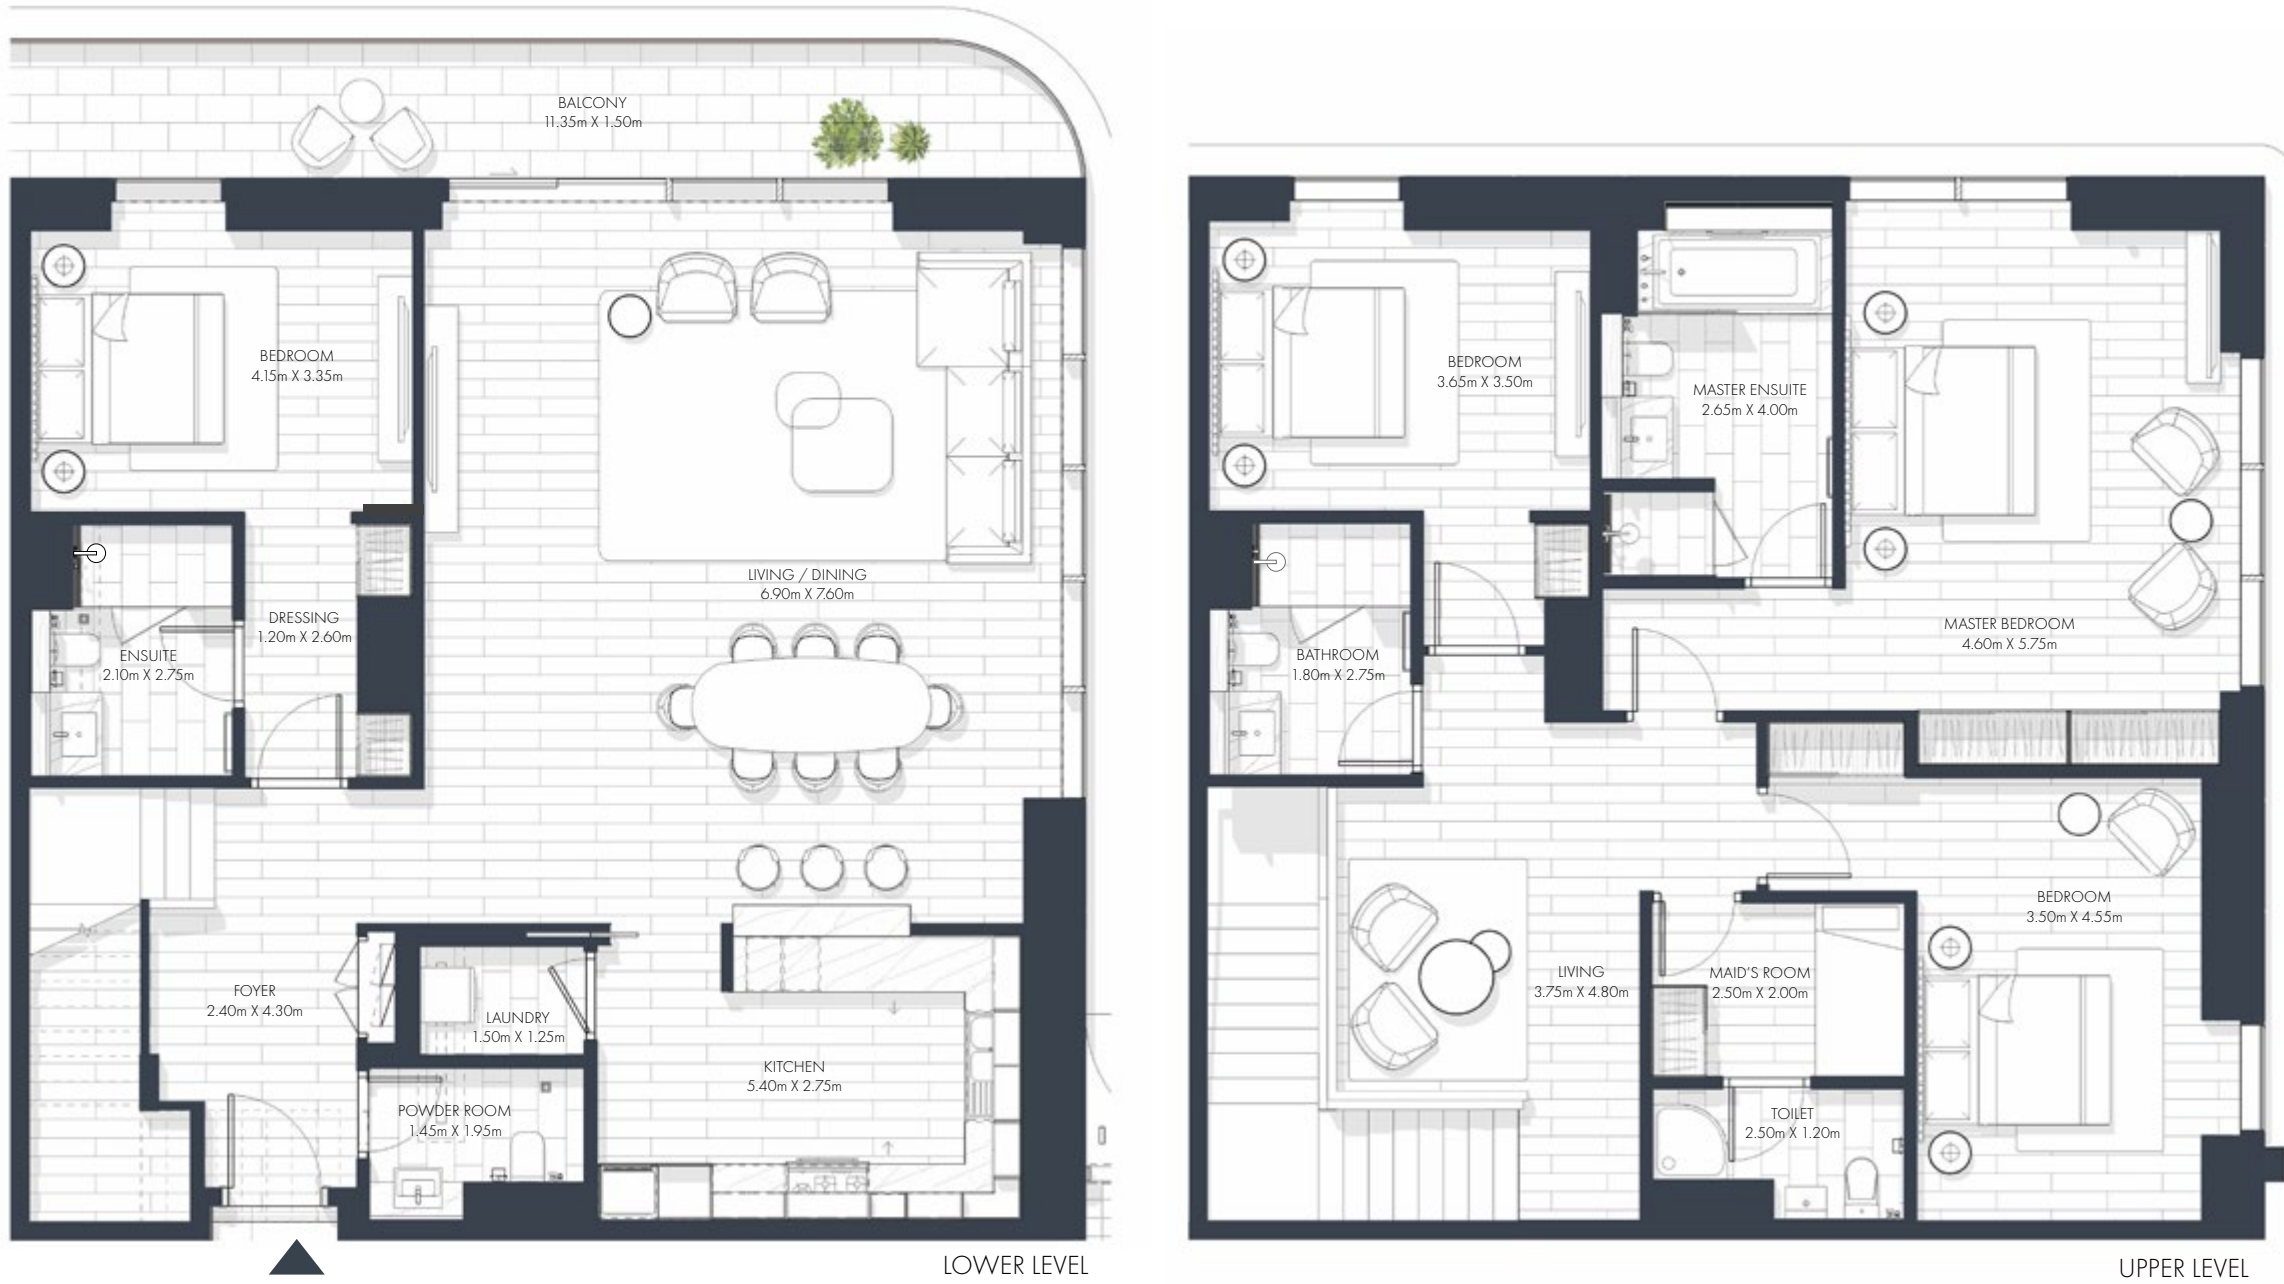 BALCONY
11.35m X 1.50m
BEDROOM
4.15m X 3.35m
LIVING / DINING
6.90m X 7.60m
DRESSING
1.20m X 2.60m
ENSUITE
2.10m X 2.75m
FOYER
2.40m X 4.30m
LAUNDRY
1.50m X 1.25m
KITCHEN
5.40m X 2.75m
POWDER ROOM
1.45m X 1.95m
LOWER LEVEL
BEDROOM
3.65m X 3.50m
MASTER ENSUITE
2.65m X 4.00m
MASTER BEDROOM
4.60m X 5.75m
BATHROOM
1.80m X 2.75m
BEDROOM
3.50m X 4.55m
LIVING
3.75m X 4.80m
MAID'S ROOM
2.50m X 2.00m
TOILET
2.50m X 1.20m
UPPER LEVEL